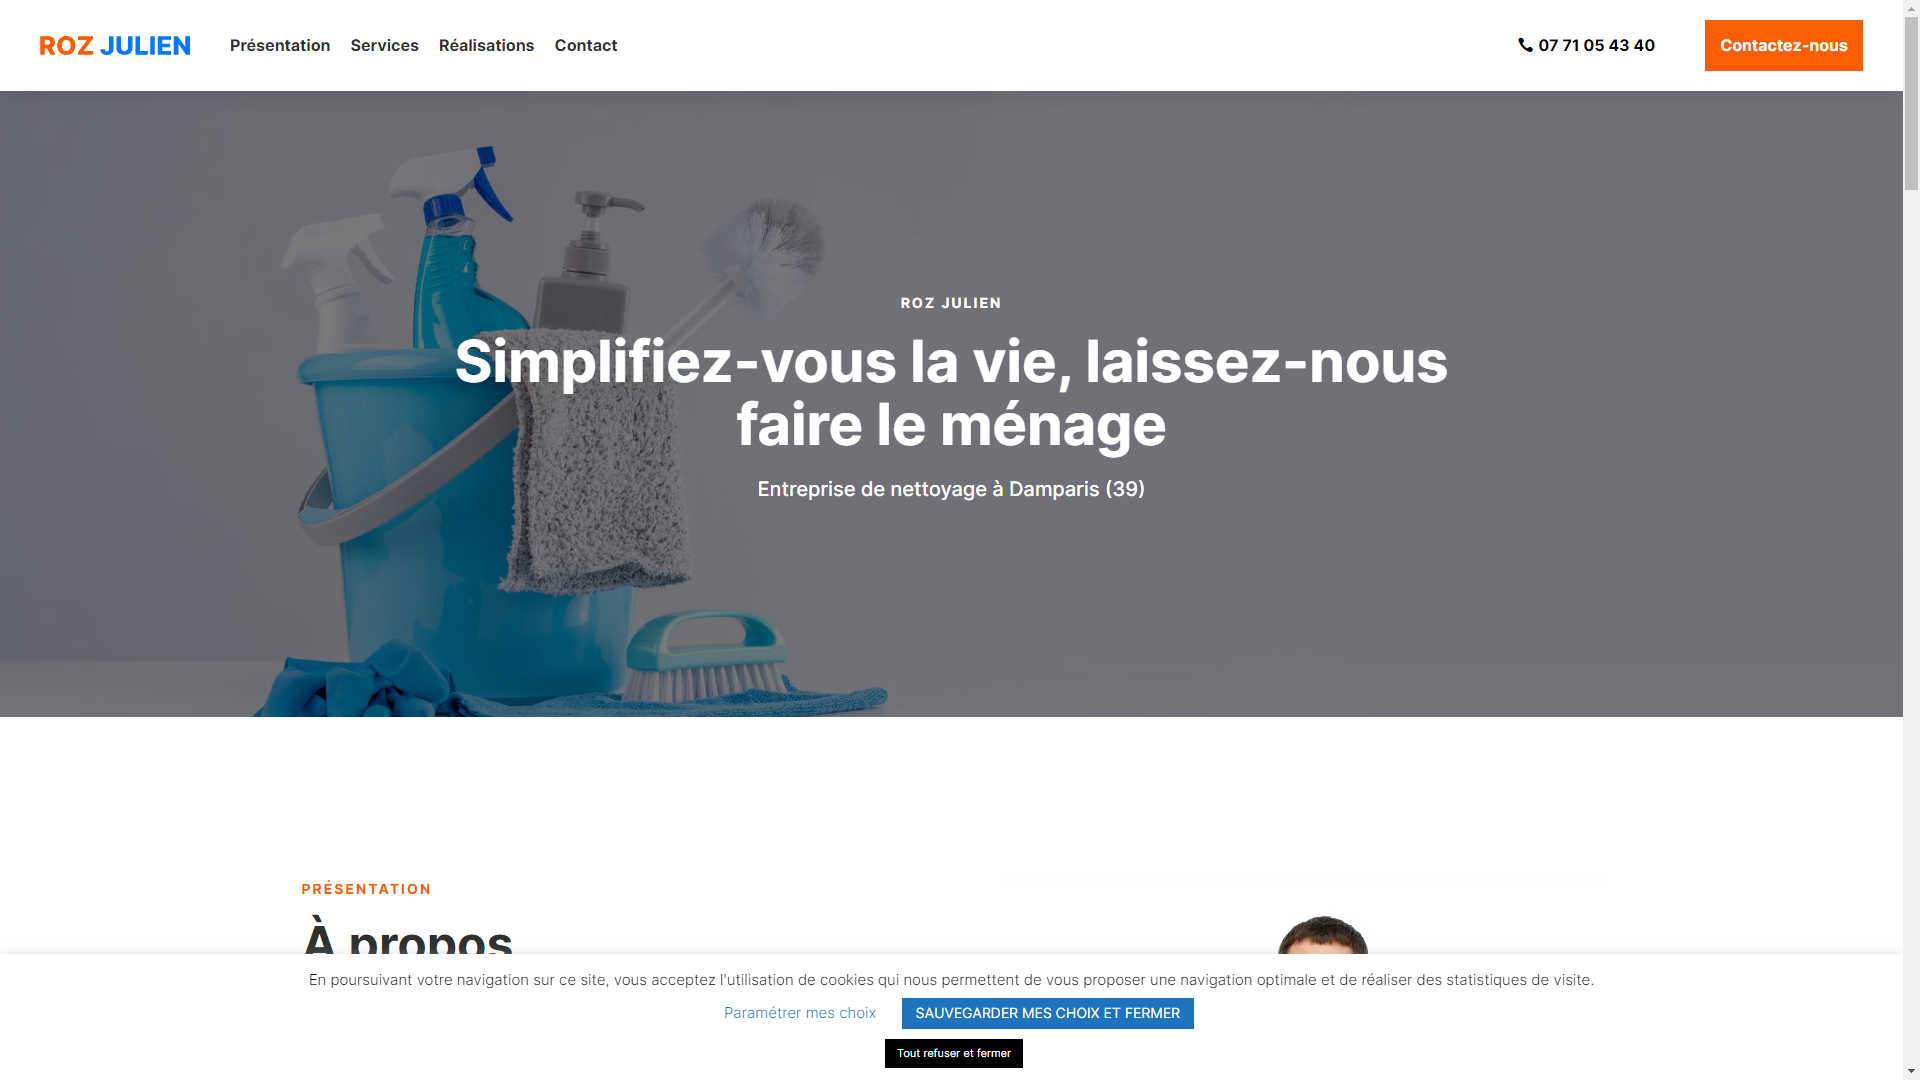 ROZ JULIEN
Présentation
Services
Réalisations
Contact
07 71 05 43 40
Contactez-nous
ROZ JULIEN
Simplifiez-vous la vie, laissez-nous
faire le ménage
Entreprise de nettoyage à Damparis (39)
PRÉSENTATION
À propos
En poursuivant votre navigation sur ce site, vous acceptez l'utilisation de cookies qui nous permettent de vous proposer une navigation optimale et de réaliser des statistiques de visite.
Paramétrer mes choix
SAUVEGARDER MES CHOIX ET FERMER
Tout refuser et fermer